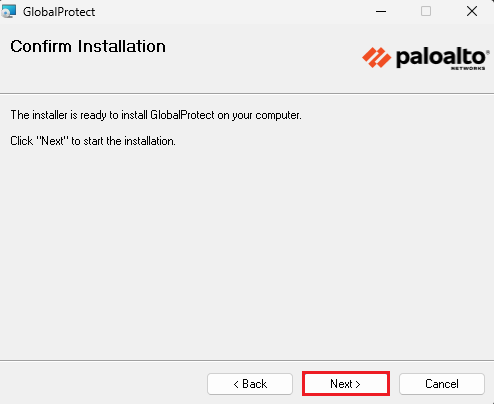 GlobalProtect
Confirm Installation
paloalto
NETWORKS
The installer is ready to install GlobalProtect on your computer.
Click "Next" to start the installation.
< Back
Next >
Cancel